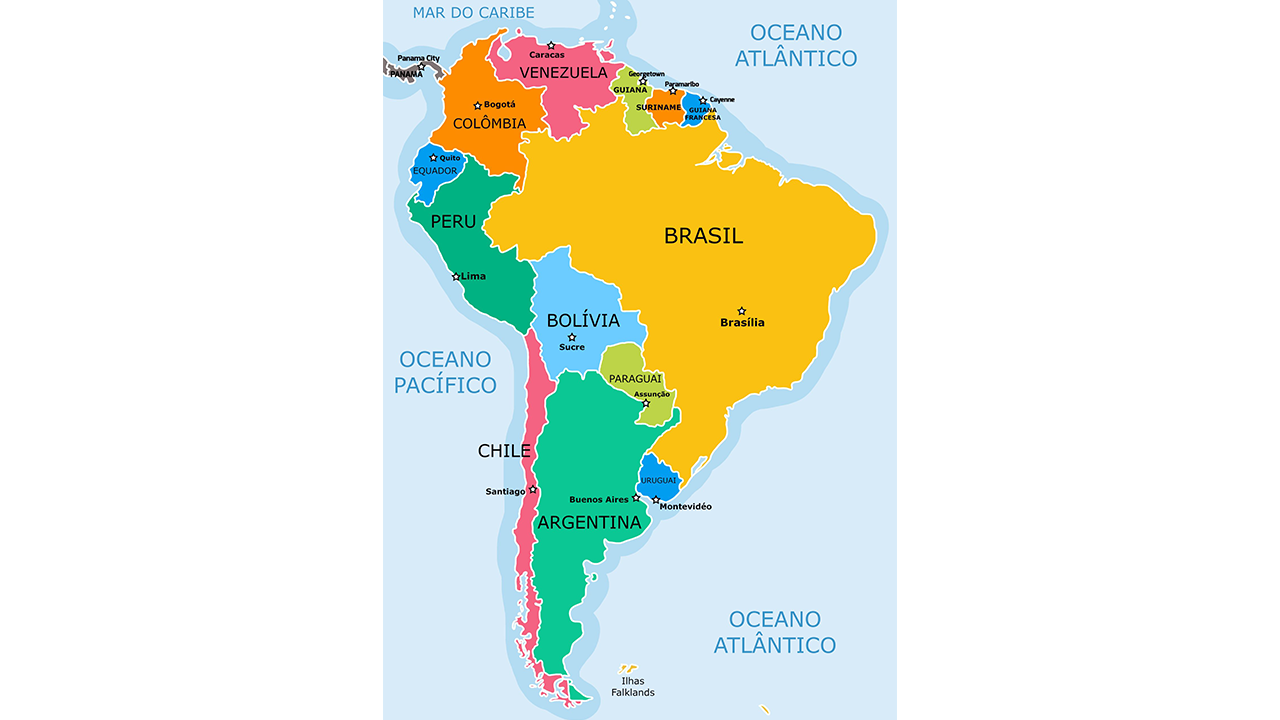 MAR DO CARIBE
OCEANO
ATLÂNTICO
Panama City
PANAMÁ
Caracas
VENEZUELA
Georgetown
GUIANA
Paramaribo
SURINAME
Cayenne
GUIANA
FRANCESA
Bogotá
COLÔMBIA
Quito
EQUADOR
PERU
BRASIL
Lima
Brasília
BOLÍVIA
Sucre
OCEANO
PACÍFICO
PARAGUAI
Assunção
CHILE
Santiago
URUGUAI
Buenos Aires
Montevidéo
ARGENTINA
OCEANO
ATLÂNTICO
Ilhas
Falklands